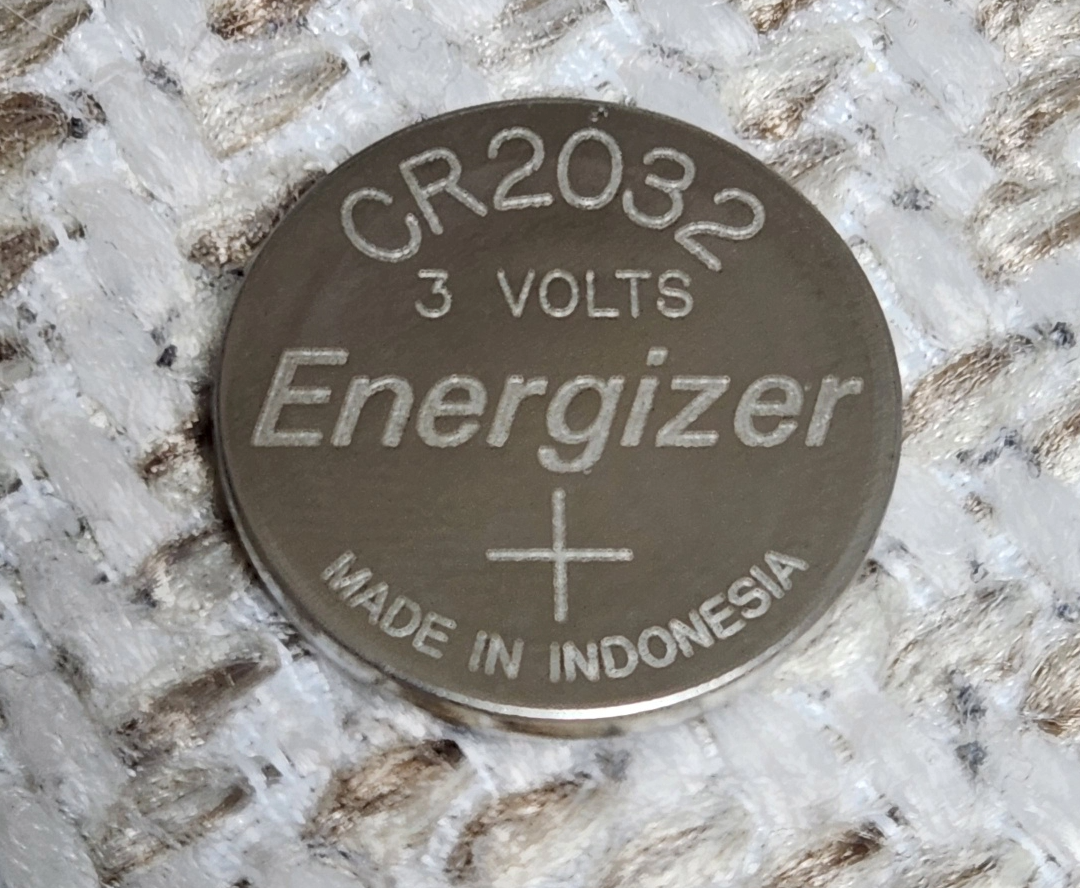 CR2032
3 VOLTS
Energizer
+
MADE IN INDONESIA